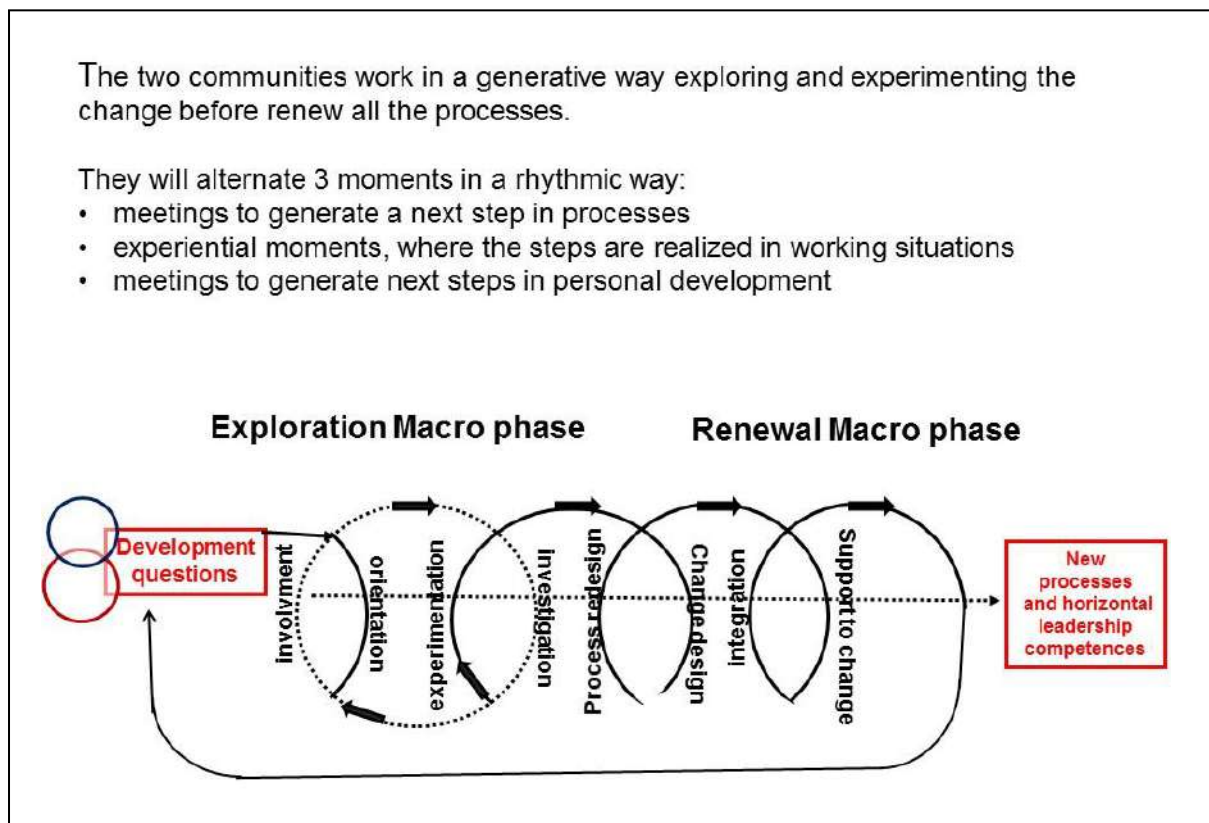 The two communities work in a generative way exploring and experimenting the
change before renew all the processes.
They will alternate 3 moments in a rhythmic way:
• meetings to generate a next step in processes
• experiential moments, where the steps are realized in working situations
• meetings to generate next steps in personal development
Exploration Macro phase
Renewal Macro phase
Development
questions
involvment
orientation
experimentation
investigation
Process redesign
Change design
integration
Support to change
New
processes
and horizontal
leadership
competences